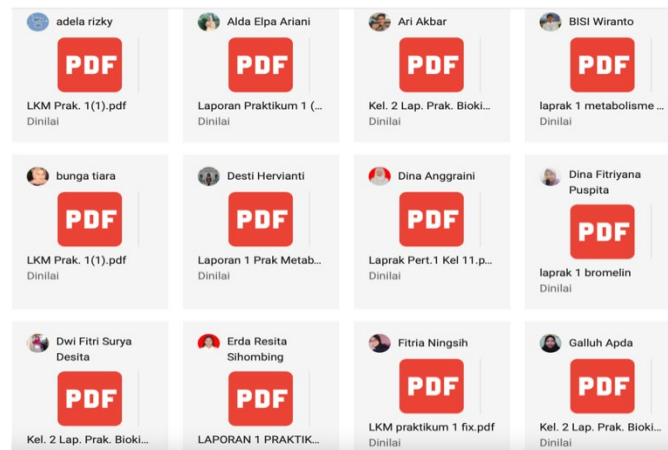 adela rizky
PDF
LKM Prak. 1(1).pdf
Dinilai
Alda Elpa Ariani
PDF
Laporan Praktikum 1 (...
Dinilai
Ari Akbar
PDF
Kel. 2 Lap. Prak. Bioki...
Dinilai
BISI Wiranto
PDF
laprak 1 metabolisme ...
Dinilai
bunga tiara
PDF
LKM Prak. 1(1).pdf
Dinilai
Desti Hervianti
PDF
Laporan 1 Prak Metab...
Dinilai
Dina Anggraini
PDF
Laprak Pert.1 Kel 11.p...
Dinilai
Dina Fitriyana
Puspita
PDF
laprak 1 bromelin
Dinilai
Dwi Fitri Surya
Desita
PDF
Kel. 2 Lap. Prak. Bioki...
Erda Resita
Sihombing
PDF
LAPORAN 1 PRAKTIK...
Fitria Ningsih
PDF
LKM praktikum 1 fix.pdf
Dinilai
Galluh Apda
PDF
Kel. 2 Lap. Prak. Bioki...
Dinilai